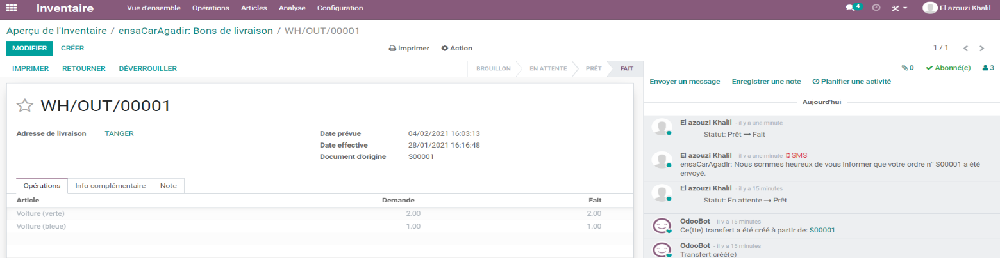 Inventaire Vue d'ensemble Opérations Articles Analyse Configuration 4 El azouzi Khalil
Aperçu de l'Inventaire / ensaCarAgadir: Bons de livraison / WH/OUT/00001
MODIFIER CRÉER Imprimer Action 1 / 1
IMPRIMER RETOURNER DÉVERROUILLER BROUILLON EN ATTENTE PRÊT FAIT
WH/OUT/00001
Adresse de livraison TANGER
Date prévue 04/02/2021 16:03:13
Date effective 28/01/2021 16:16:48
Document d'origine S00001
Opérations Info complémentaire Note
Article Demande Fait
Voiture (verte) 2,00 2,00
Voiture (bleue) 1,00 1,00
0 Abonné(e) 3
Envoyer un message Enregistrer une note Planifier une activité
Aujourd'hui
El azouzi Khalil - il y a une minute
Statut: Prêt → Fait
El azouzi Khalil - il y a une minute SMS
ensaCarAgadir: Nous sommes heureux de vous informer que votre ordre n° S00001 a été
envoyé.
El azouzi Khalil - il y a 15 minutes
Statut: En attente → Prêt
OdooBot - il y a 15 minutes
Ce(tte) transfert a été créé à partir de: S00001
OdooBot - il y a 15 minutes
Transfert créé(e)